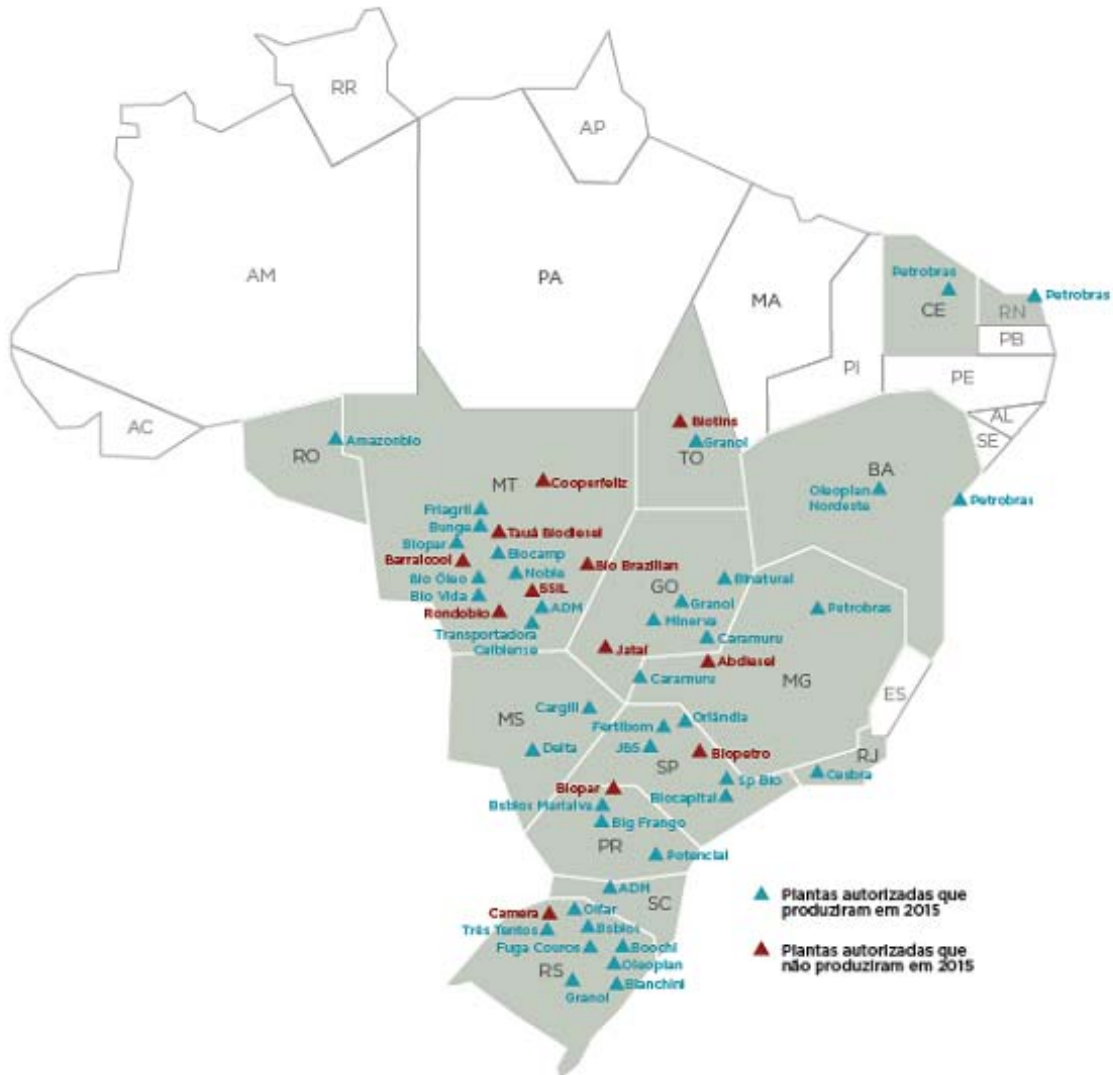 RR
AP
AM
PA
MA
Petrobras
CE
Petrobras
RN
PB
PI
PE
AL
SE
AC
RO
Amazonbio
Biotins
Granol
TO
BA
Oleoplan
Nordeste
Petrobras
MT
Cooperfeliz
Friagril
Bunge
Tauá Biodiesel
Biopar
Biocamp
Barralcool
Noble
Bio Brazilian
Bio Óleo
SSIL
Bio Vida
ADM
Rondobio
Transportadora
Caibiense
GO
Binatural
Granol
Minerva
Petrobras
Caramuru
Jataí
Abdiesel
Caramuru
MG
ES
MS
Cargill
Delta
Fertibom
Orlândia
JBS
SP
Biopetro
RJ
Cesbra
Sp Bio
Biocapital
Biopar
Bsbios Marialva
Big Frango
PR
Potencial
ADM
SC
Camera
Olfar
Três Tentos
Bsbios
Fuga Couros
Boochi
RS
Oleoplan
Granol
Bianchini
Plantas autorizadas que
produziram em 2015
Plantas autorizadas que
não produziram em 2015